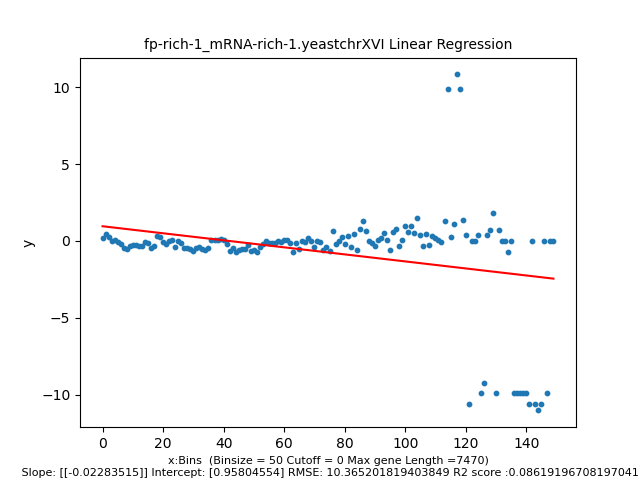 fp-rich-1_mRNA-rich-1.yeastchrXVI Linear Regression
10
5
0
−5
−10
y
0 20 40 60 80 100 120 140
x:Bins (Binsize = 50 Cutoff = 0 Max gene Length =7470)
Slope: [[-0.02283515]] Intercept: [0.95804554] RMSE: 10.365201819403849 R2 score :0.08619196708197041